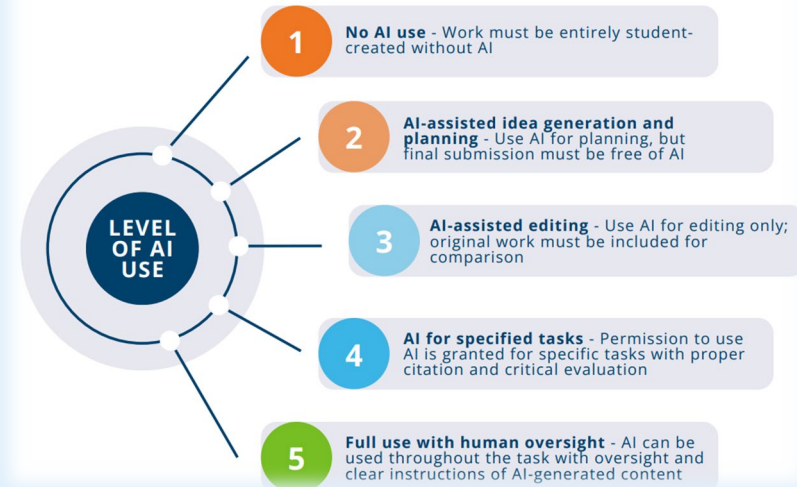 LEVEL
OF AI
USE
1
No AI use - Work must be entirely student-
created without AI
2
AI-assisted idea generation and
planning - Use AI for planning, but
final submission must be free of AI
3
AI-assisted editing - Use AI for editing only;
original work must be included for
comparison
4
AI for specified tasks - Permission to use
AI is granted for specific tasks with proper
citation and critical evaluation
5
Full use with human oversight - AI can be
used throughout the task with oversight and
clear instructions of AI-generated content